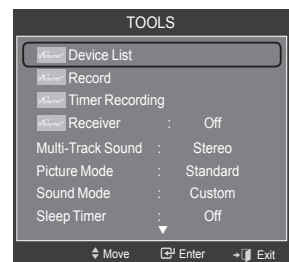 TOOLS
Device List
Record
Timer Recording
Receiver : Off
Multi-Track Sound : Stereo
Picture Mode : Standard
Sound Mode : Custom
Sleep Timer : Off
Move Enter Exit